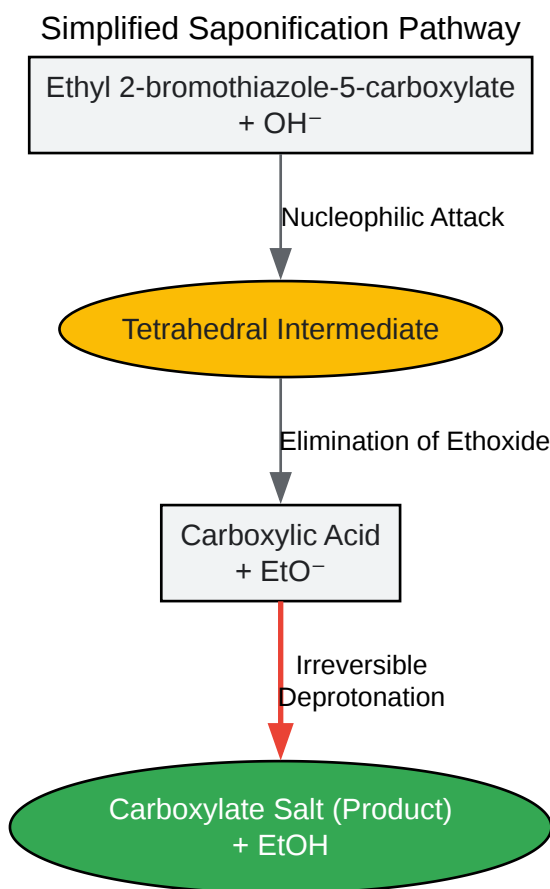 Simplified Saponification Pathway
Ethyl 2-bromothiazole-5-carboxylate
+ OH⁻
Nucleophilic Attack
Tetrahedral Intermediate
Elimination of Ethoxide
Carboxylic Acid
+ EtO⁻
Irreversible
Deprotonation
Carboxylate Salt (Product)
+ EtOH